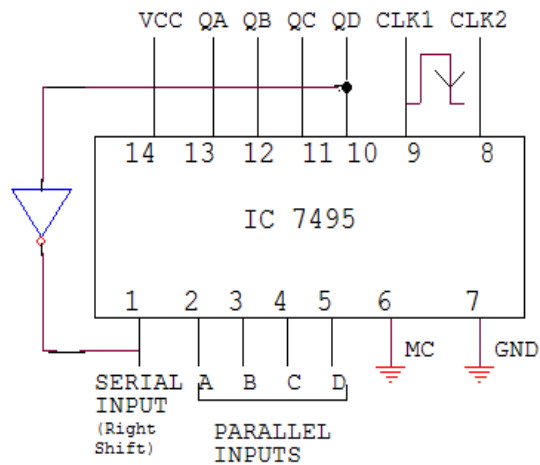 VCC QA QB QC QD CLK1 CLK2
14 13 12 11 10 9 8
IC 7495
1 2 3 4 5 6 7
MC GND
SERIAL A B C D
INPUT
(Right
Shift)
PARALLEL
INPUTS